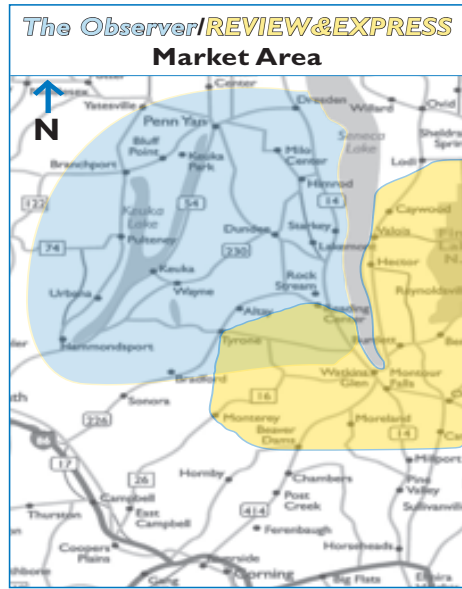 The Observer/REVIEW&EXPRESS
Market Area
N
Center
Yatesville
Dresden
Willard
Ovid
Penn Yan
Seneca
Lake
Bluff
Point
Keuka
Park
Milo
Center
Lodi
Branchport
Himrod
122
54
14
Caywood
Keuka
Lake
Valois
Dundee
Starkey
Pulteney
74
230
Lakemont
Hector
Keuka
Rock
Stream
Urbana
Wayne
Reading
Center
Altay
Tyrone
Burdett
Hammondsport
Bradford
Watkins
Glen
Montour
Falls
Sonora
16
226
Monterey
Moreland
Beaver
Dams
14
17
Millport
26
Hornby
Chambers
Pine
Valley
Post
Creek
Campbell
Thurston
East
Campbell
414
Ferenbaugh
Coopers
Plains
Horseheads
Corning
Gang
Big Flats
Elmira